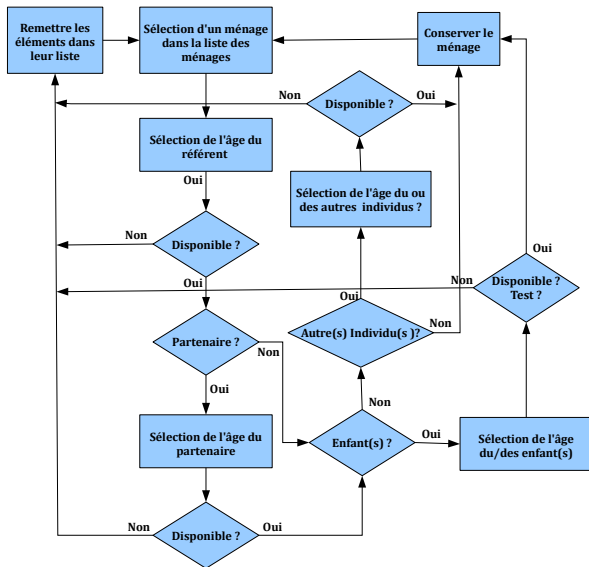 Remettre les
éléments dans
leur liste
Sélection d'un ménage
dans la liste des
ménages
Conserver le
ménage
Non
Disponible ?
Oui
Sélection de l'âge du
référent
Oui
Sélection de l'âge du ou
des autres individus ?
Non
Disponible ?
Oui
Oui
Non
Disponible ?
Test ?
Oui
Partenaire ?
Non
Autre(s) Individu(s )?
Non
Oui
Non
Sélection de l'âge du
partenaire
Enfant(s) ?
Oui
Sélection de l'âge
du/des enfant(s)
Non
Disponible ?
Oui